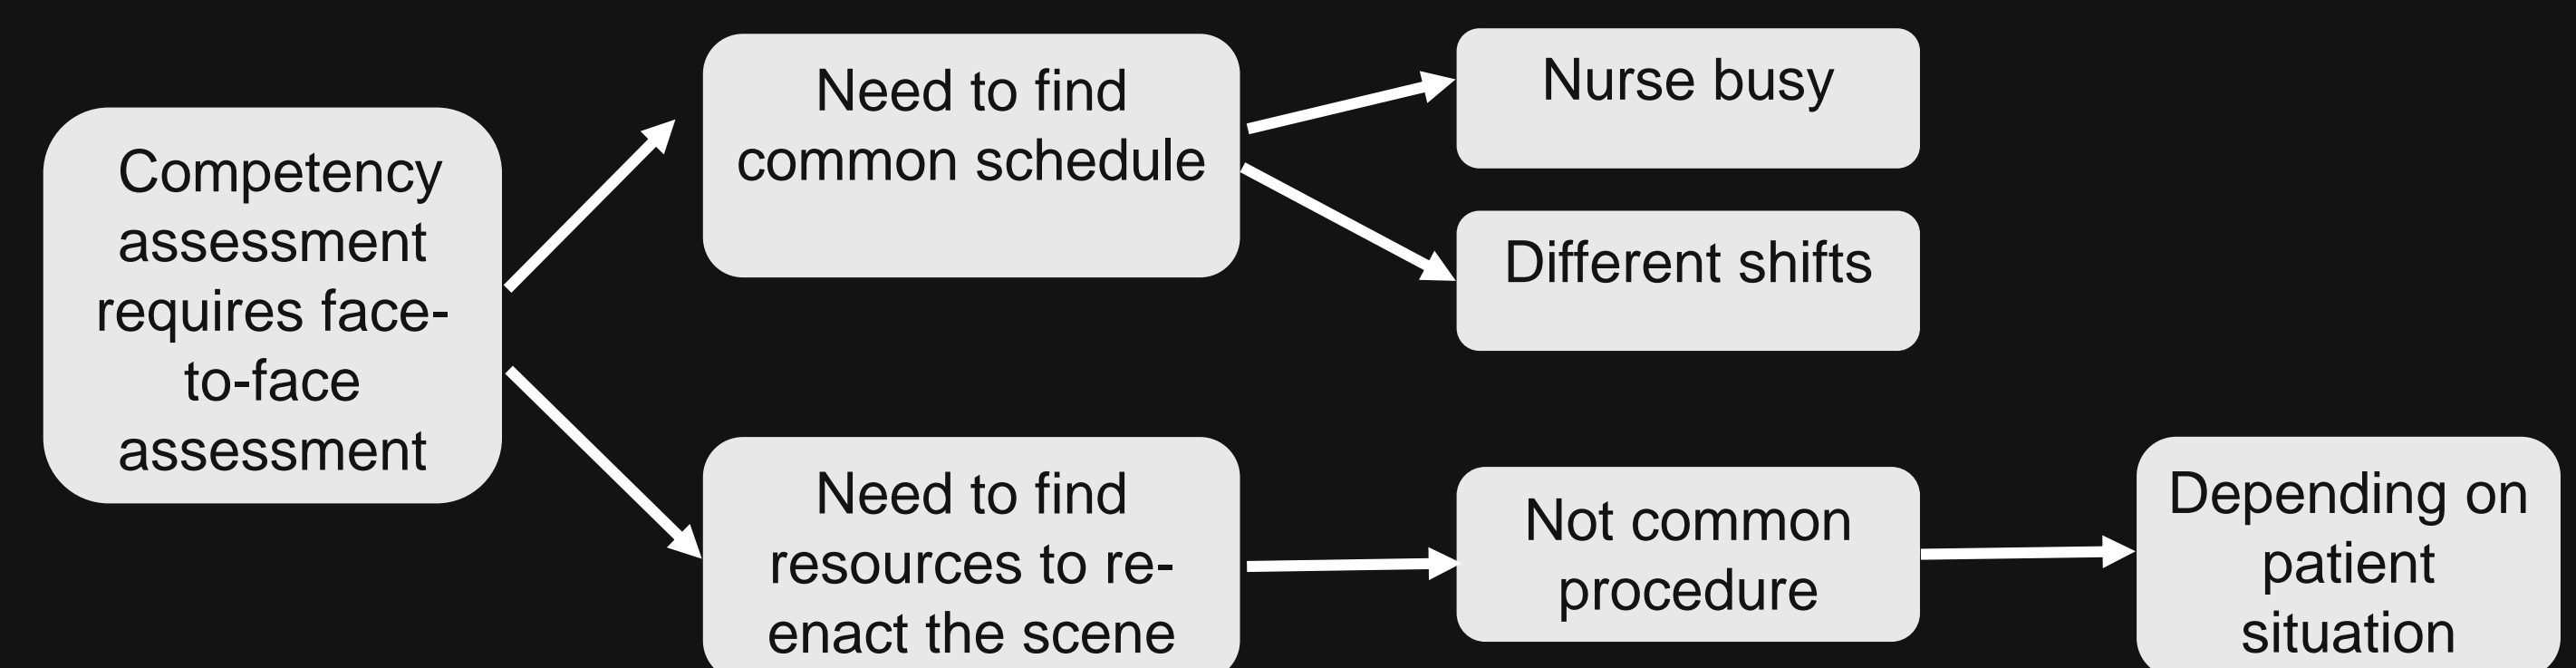 Competency
assessment
requires face-
to-face
assessment
Need to find
common schedule
Nurse busy
Different shifts
Need to find
resources to re-
enact the scene
Not common
procedure
Depending on
patient
situation